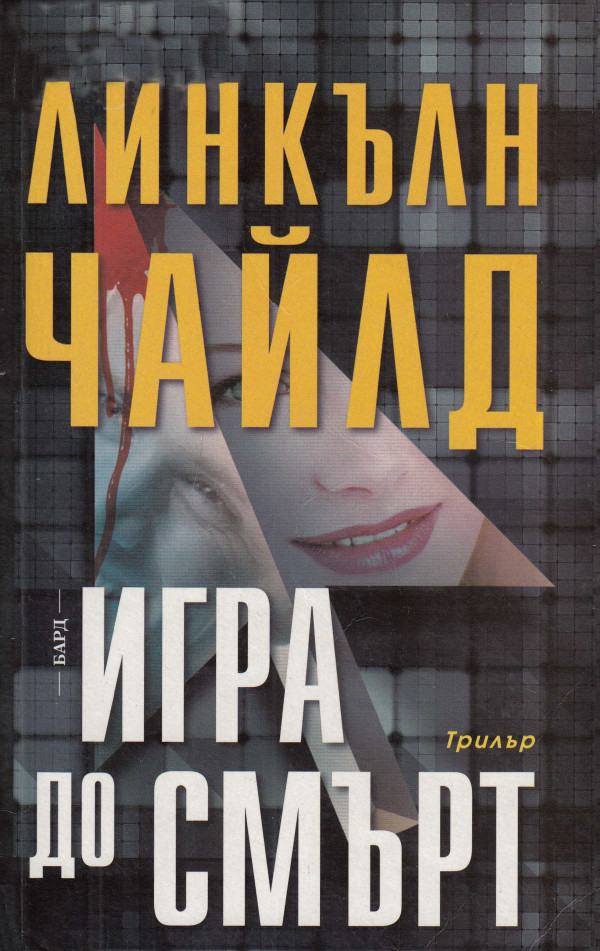 ЛИНКЪЛН
ЧАЙЛД
БАРД
ИГРА
Трилър
ДО СМЪРТ